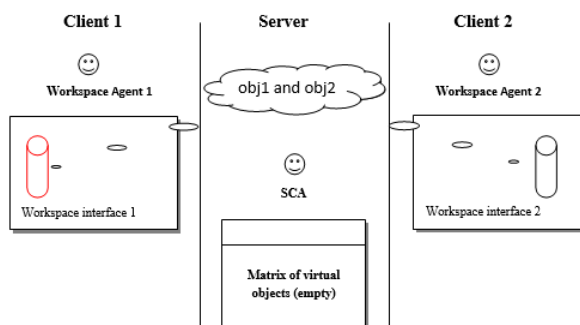 Client 1
Server
Client 2
Workspace Agent 1
obj1 and obj2
Workspace Agent 2
SCA
Workspace interface 1
Workspace interface 2
Matrix of virtual
objects (empty)